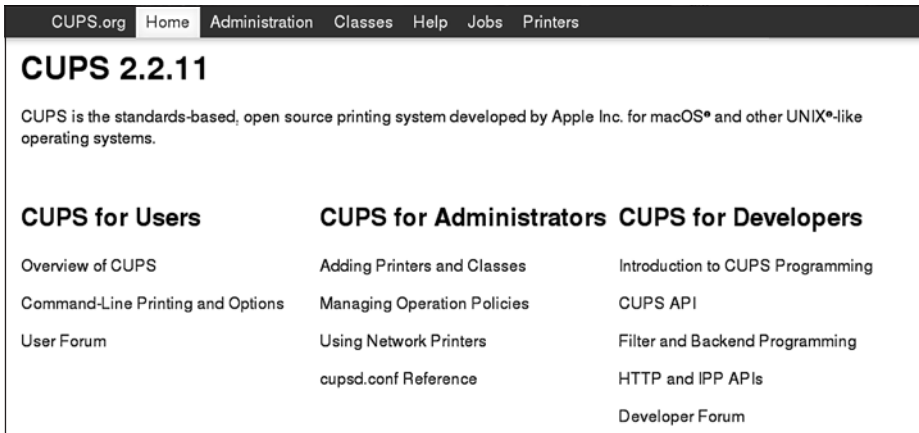 CUPS.org Home Administration Classes Help Jobs Printers
CUPS 2.2.11
CUPS is the standards-based, open source printing system developed by Apple Inc. for macOS® and other UNIX®-like
operating systems.
CUPS for Users
Overview of CUPS
Command-Line Printing and Options
User Forum
CUPS for Administrators
Adding Printers and Classes
Managing Operation Policies
Using Network Printers
cupsd.conf Reference
CUPS for Developers
Introduction to CUPS Programming
CUPS API
Filter and Backend Programming
HTTP and IPP APIs
Developer Forum